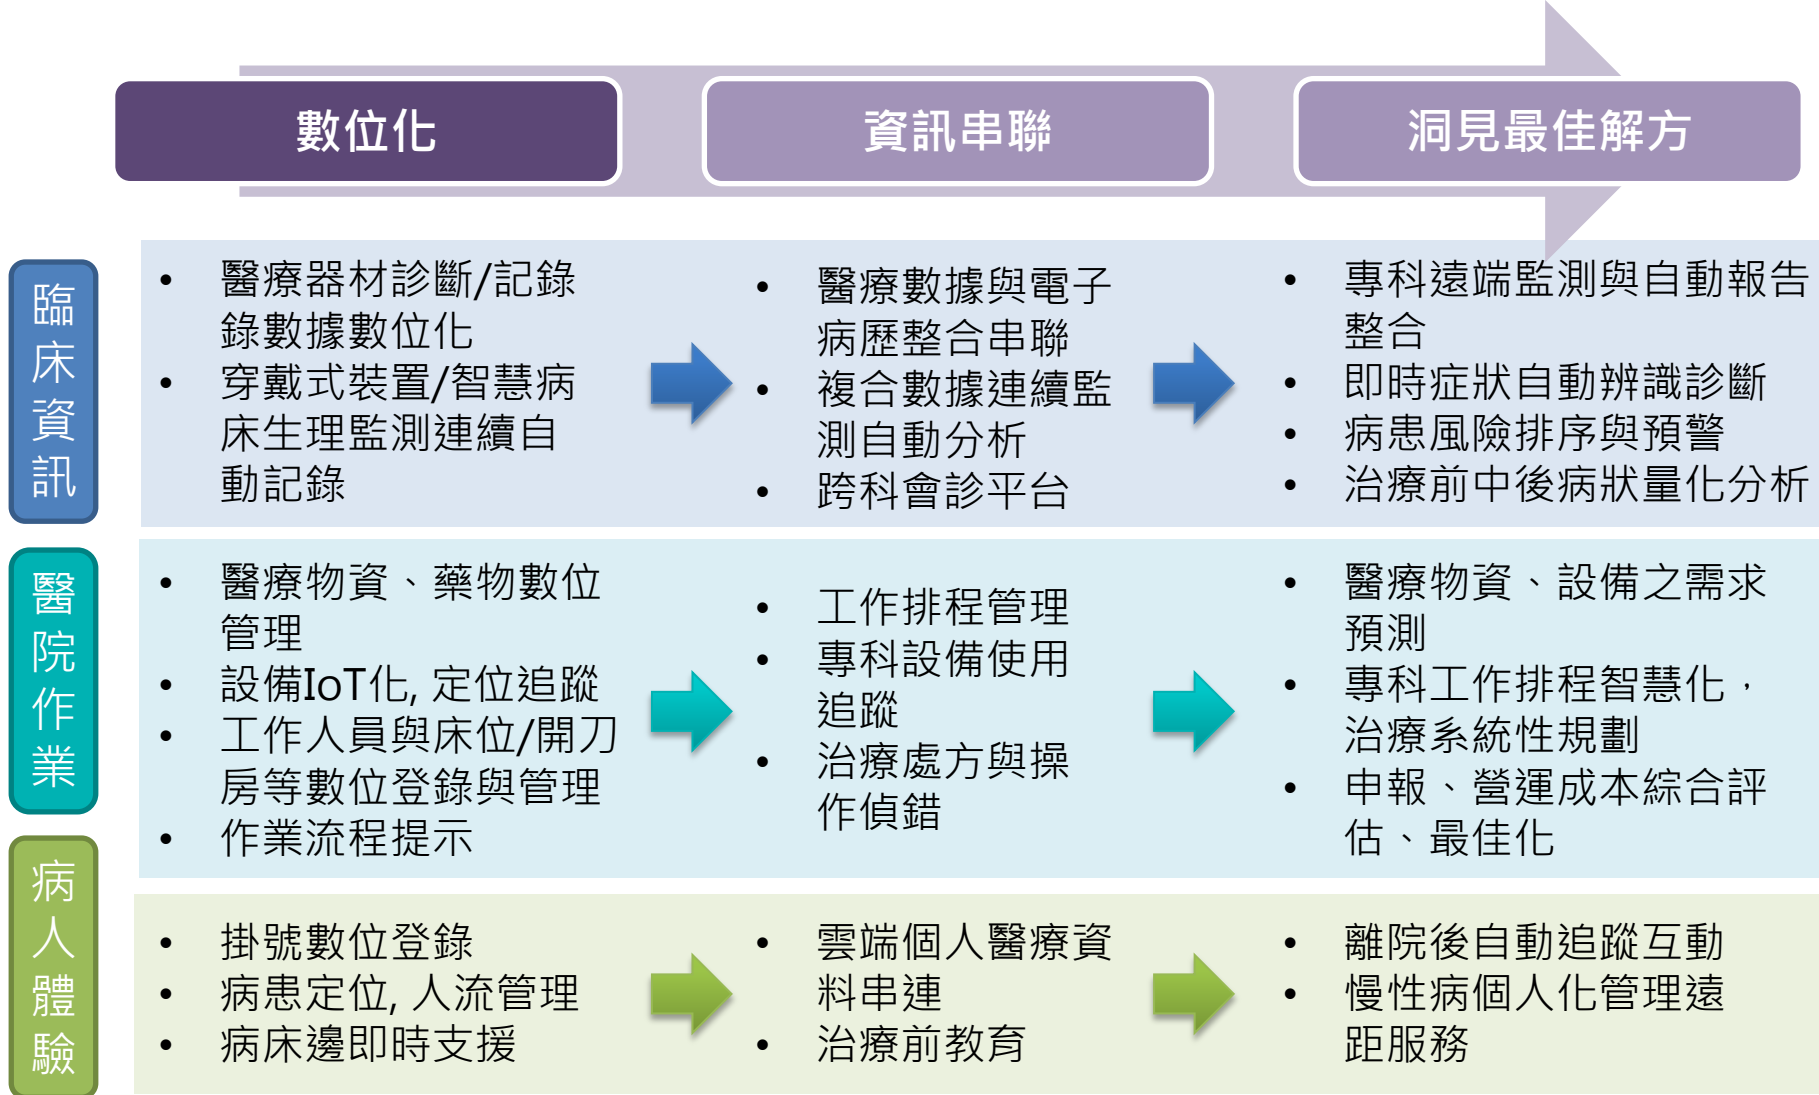 數位化
資訊串聯
洞見最佳解方
臨床資訊
• 醫療器材診斷/記錄
錄數據數位化
• 穿戴式裝置/智慧病
床生理監測連續自
動記錄
• 醫療數據與電子
病歷整合串聯
• 複合數據連續監
測自動分析
• 跨科會診平台
• 專科遠端監測與自動報告
整合
• 即時症狀自動辨識診斷
• 病患風險排序與預警
• 治療前中後病狀量化分析
醫院作業
• 醫療物資、藥物數位
管理
• 設備IoT化, 定位追蹤
• 工作人員與床位/開刀
房等數位登錄與管理
• 作業流程提示
• 工作排程管理
• 專科設備使用
追蹤
• 治療處方與操
作偵錯
• 醫療物資、設備之需求
預測
• 專科工作排程智慧化，
治療系統性規劃
• 申報、營運成本綜合評
估、最佳化
病人體驗
• 掛號數位登錄
• 病患定位, 人流管理
• 病床邊即時支援
• 雲端個人醫療資
料串連
• 治療前教育
• 離院後自動追蹤互動
• 慢性病個人化管理遠
距服務